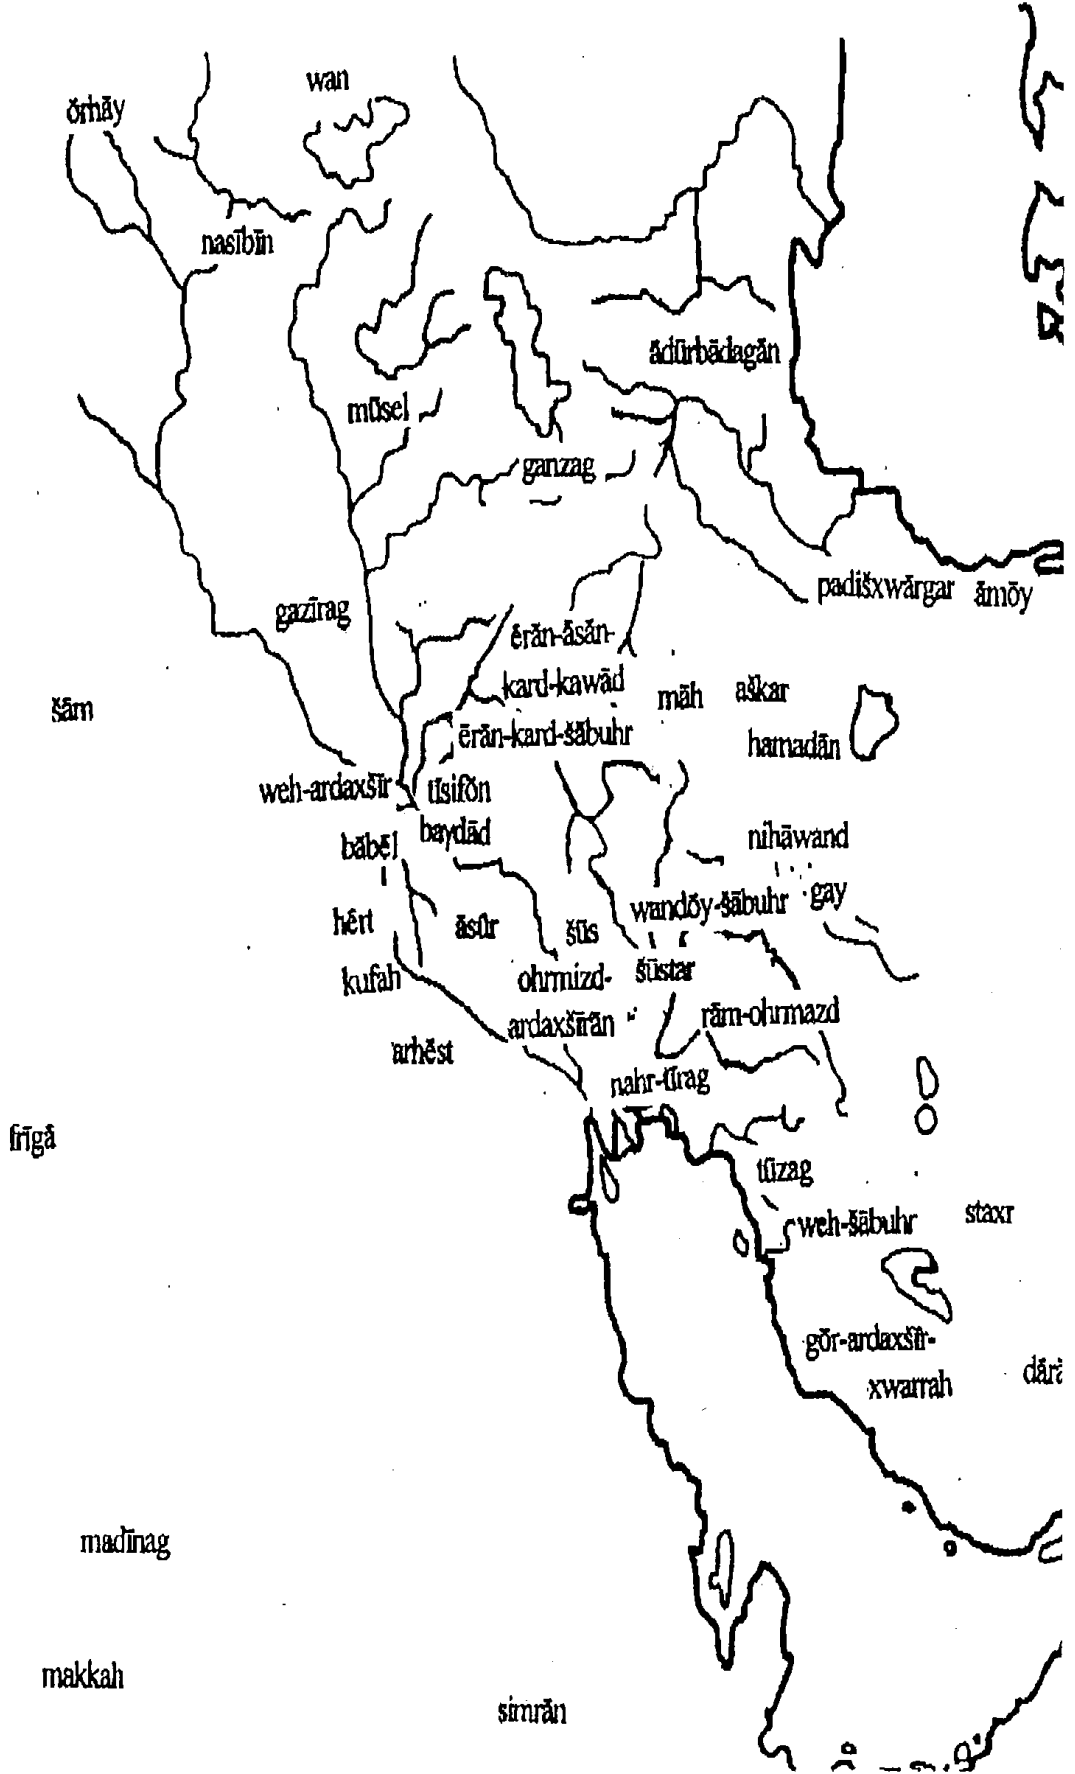 wan
ōrhāy
nasībīn
ādūrbādagān
mūsel
ganzag
padišxwārgar
āmōy
gazīrag
ērān-āsān-
kard-kawād
māh
aškar
šām
ērān-kard-šābuhr
hamadān
weh-ardaxšīr
tīsifōn
baydād
bābēl
nihāwand
wandōy-šābuhr
gay
hērt
āsūr
šūs
kufah
ohrmizd-
ardaxšīrān
šūstar
rām-ohrmazd
arhēst
nahr-tīrag
frīgā
tūzag
weh-šābuhr
staxr
gōr-ardaxšīr-
xwarrah
madīnag
makkah
simrān